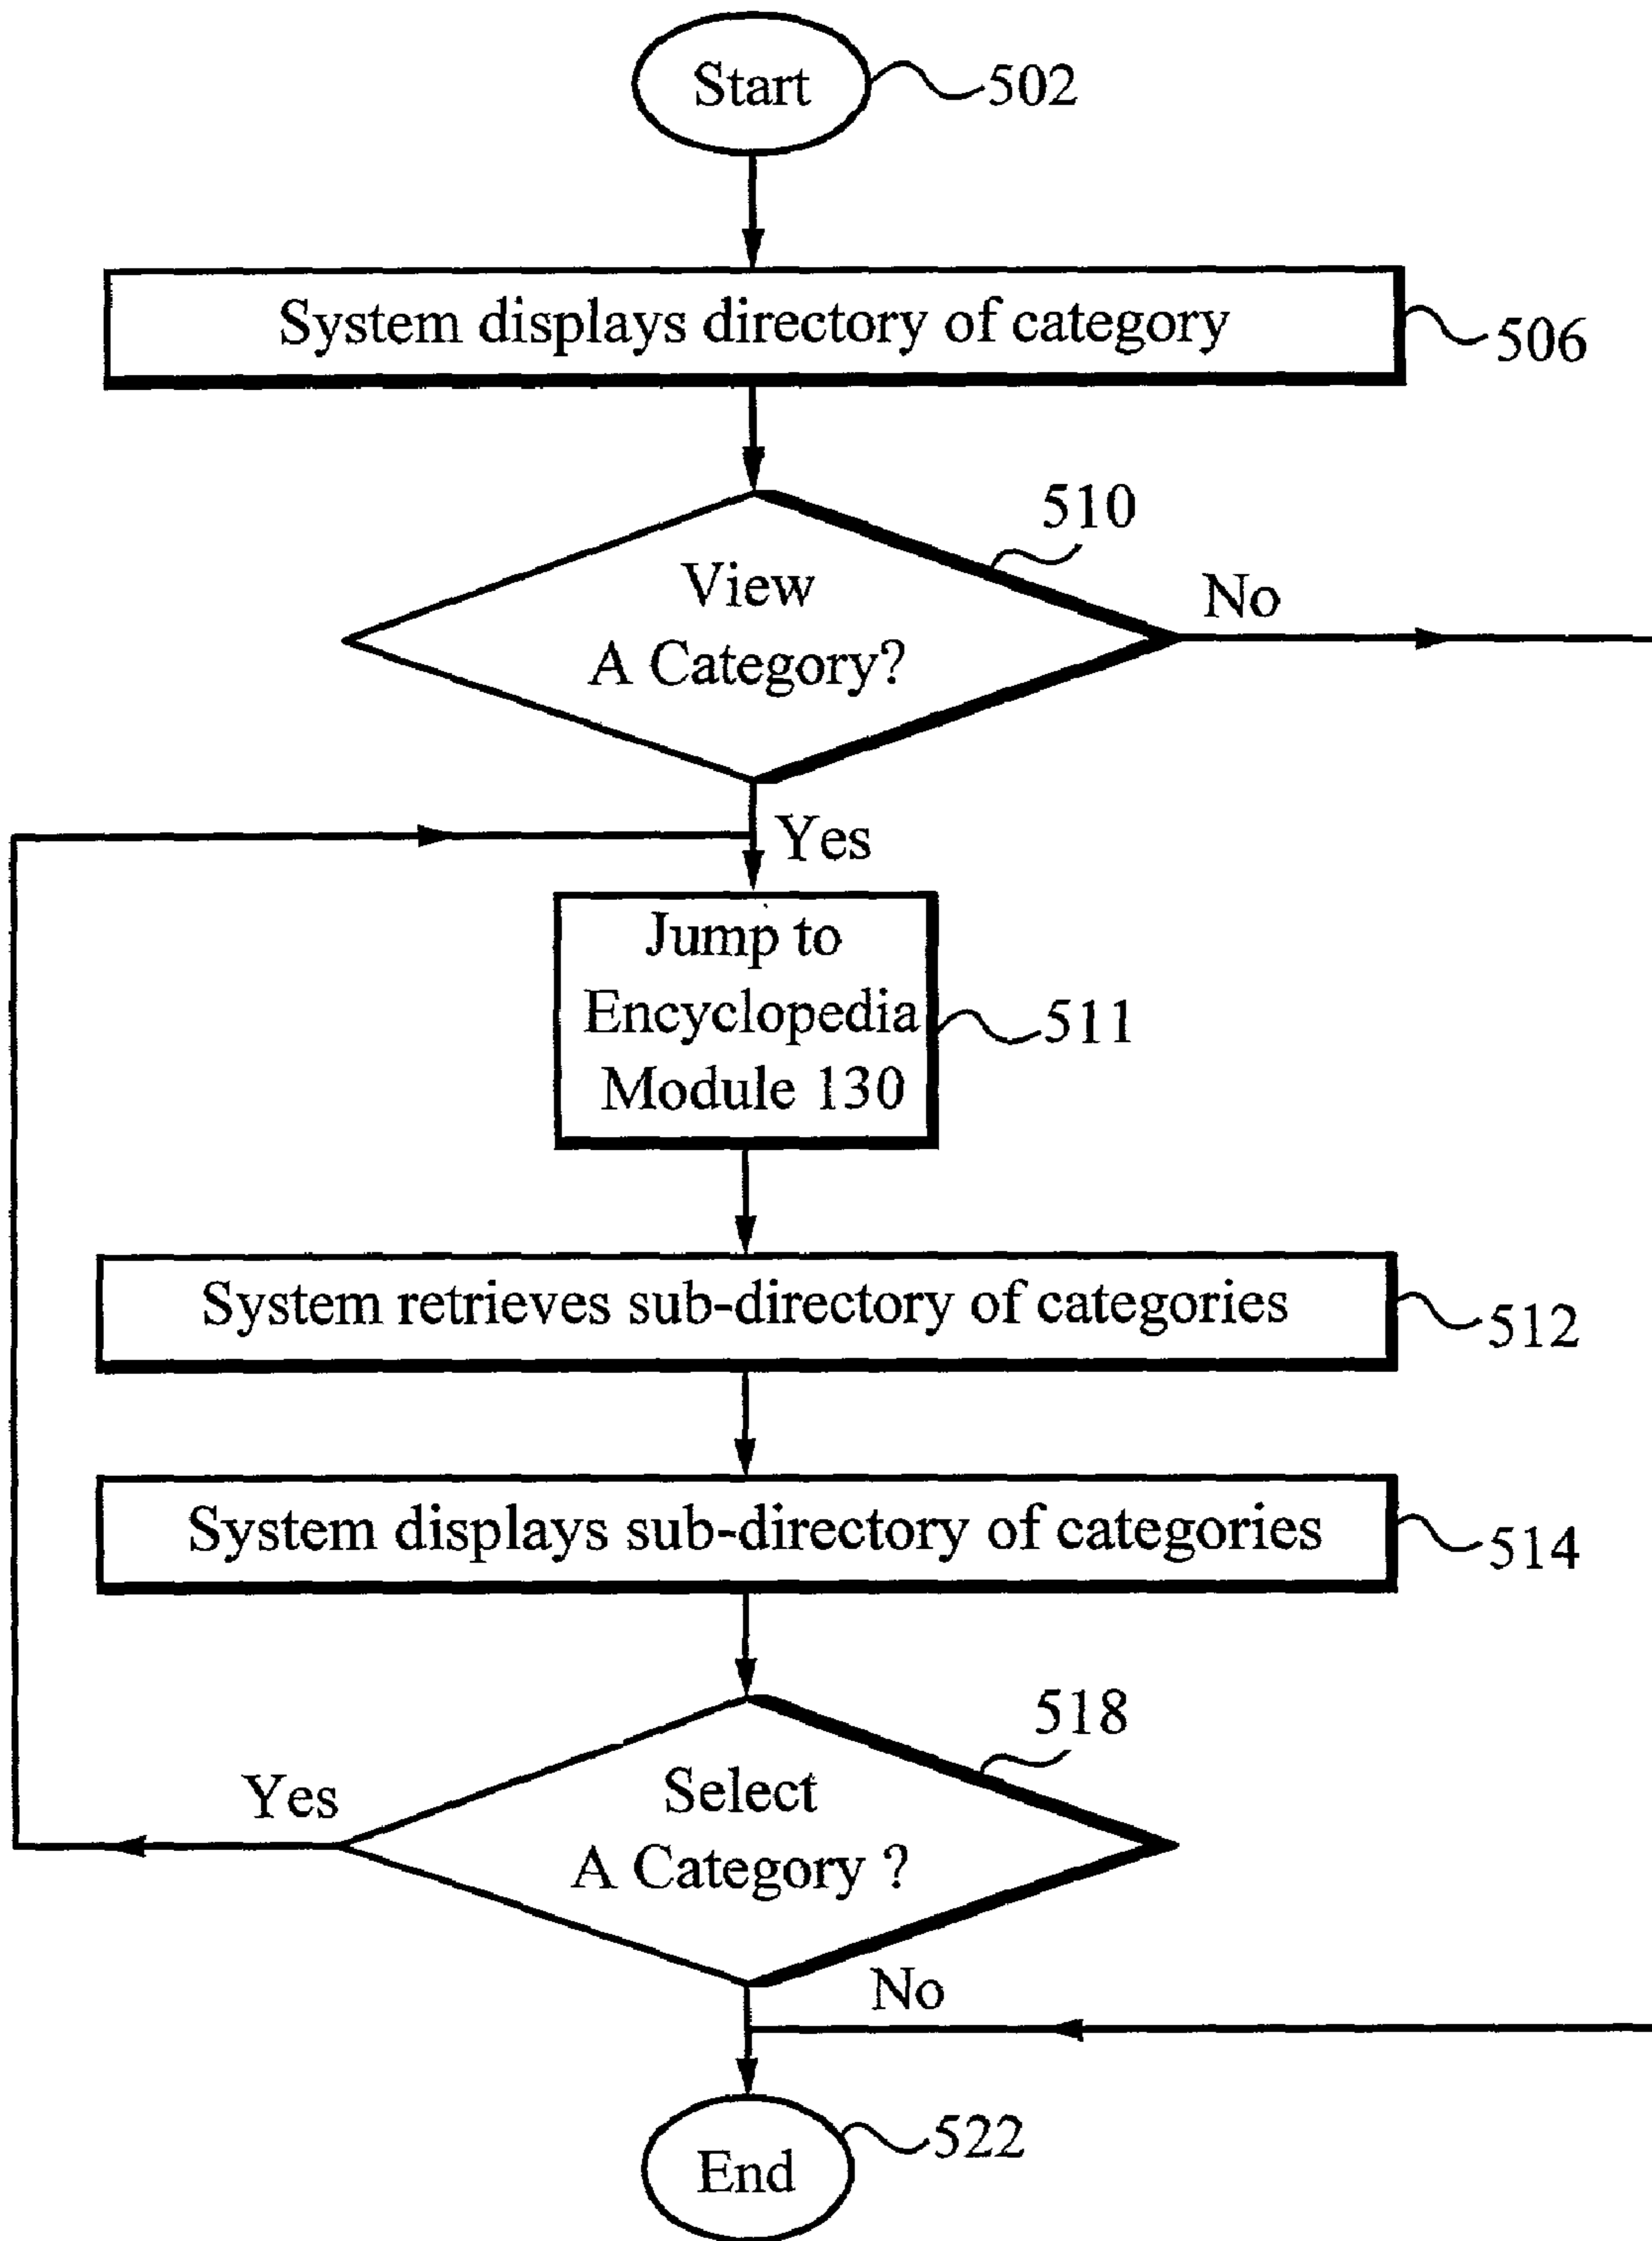 Start
502
System displays directory of category
506
510
View
A Category?
No
Yes
Jump to
Encyclopedia
Module 130
511
System retrieves sub-directory of categories
512
System displays sub-directory of categories
514
518
Select
A Category ?
Yes
No
End
522